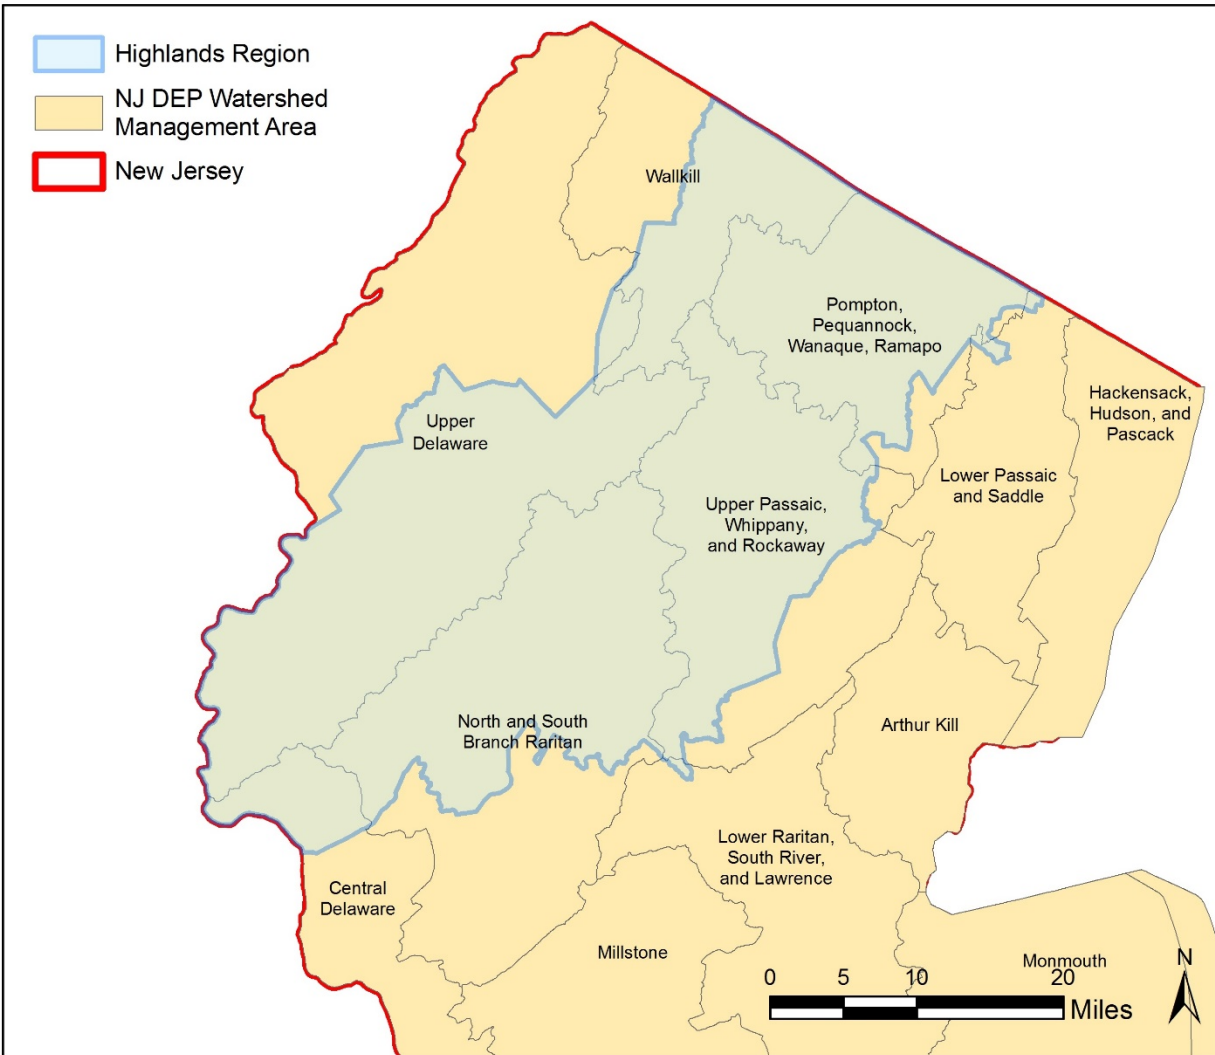 Highlands Region
NJ DEP Watershed
Management Area
New Jersey
Wallkill
Pompton,
Pequannock,
Wanaque, Ramapo
Hackensack,
Hudson, and
Pascack
Upper
Delaware
Lower Passaic
and Saddle
Upper Passaic,
Whippany,
and Rockaway
North and South
Branch Raritan
Arthur Kill
Lower Raritan,
South River,
and Lawrence
Central
Delaware
Millstone
Monmouth
N
0 5 10 20
Miles